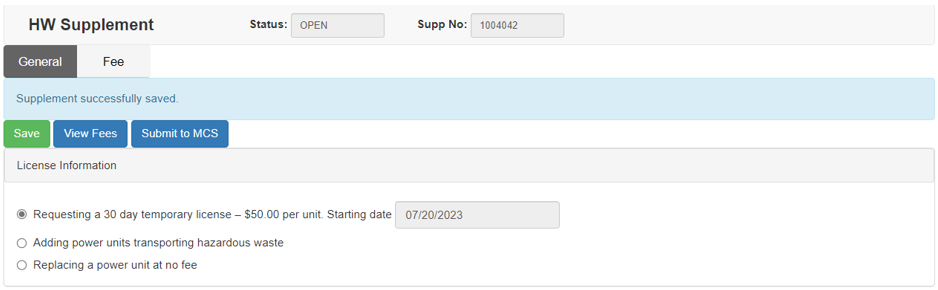 HW Supplement Status: OPEN Supp No: 1004042
General Fee
Supplement successfully saved.
Save View Fees Submit to MCS
License Information
Requesting a 30 day temporary license – $50.00 per unit. Starting date 07/20/2023
Adding power units transporting hazardous waste
Replacing a power unit at no fee